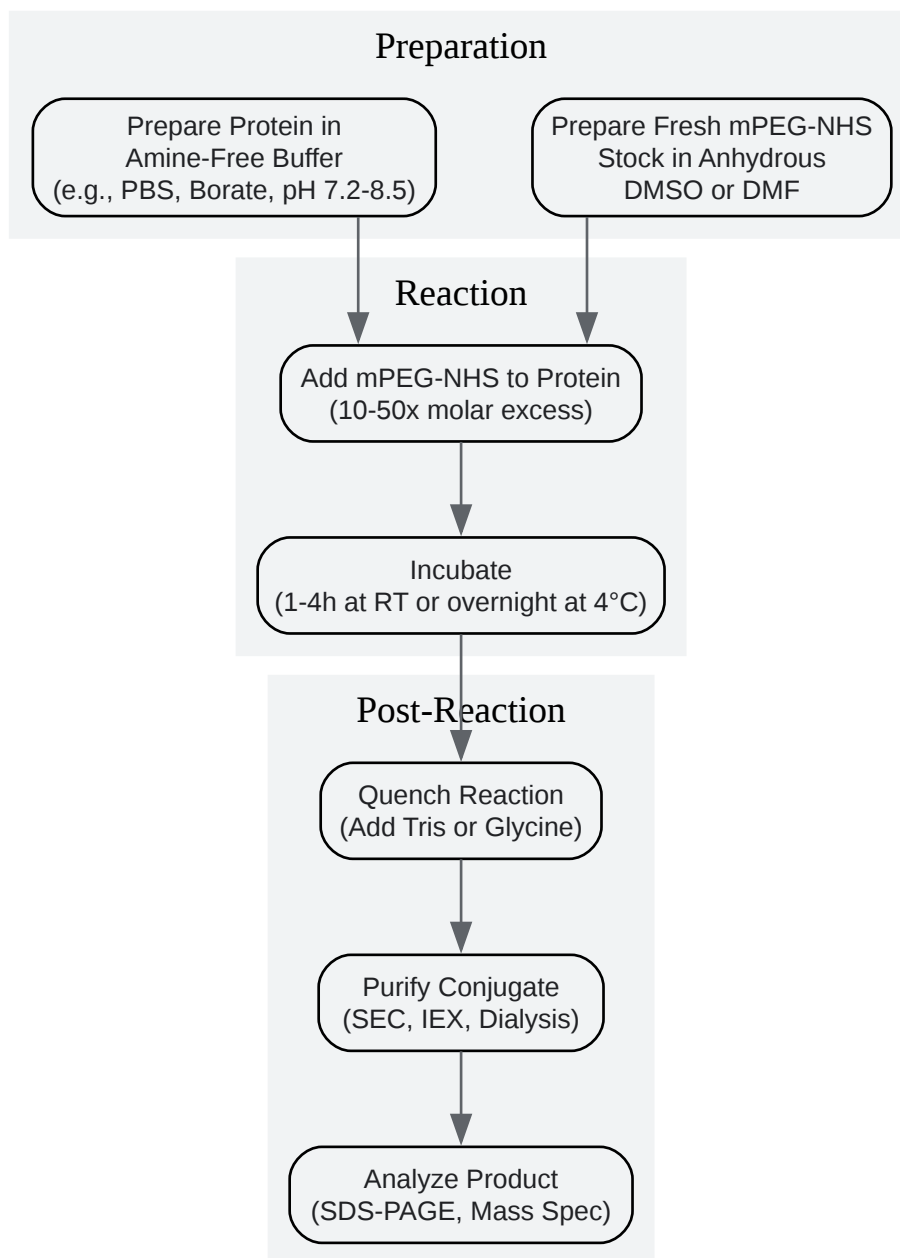 Preparation
Prepare Protein in
Amine-Free Buffer
(e.g., PBS, Borate, pH 7.2-8.5)
Prepare Fresh mPEG-NHS
Stock in Anhydrous
DMSO or DMF
Reaction
Add mPEG-NHS to Protein
(10-50x molar excess)
Incubate
(1-4h at RT or overnight at 4°C)
Post-Reaction
Quench Reaction
(Add Tris or Glycine)
Purify Conjugate
(SEC, IEX, Dialysis)
Analyze Product
(SDS-PAGE, Mass Spec)